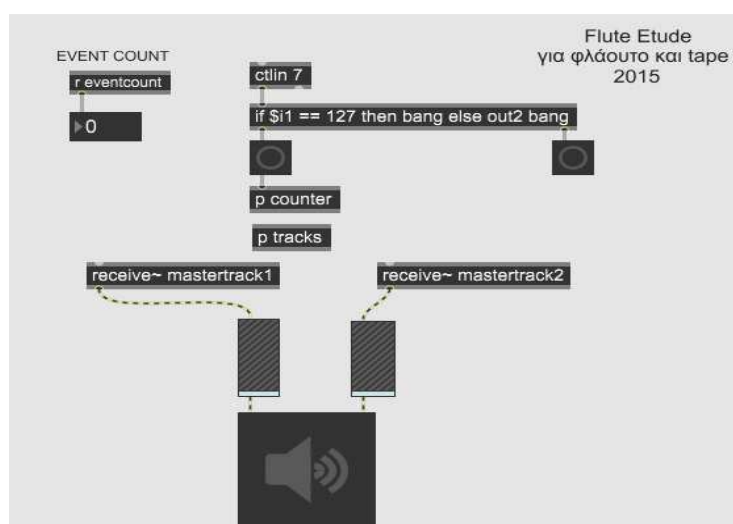 Flute Etude
για φλάουτο και tape
2015
EVENT COUNT
r eventcount
0
ctlin 7
if $i1 == 127 then bang else out2 bang
p counter
p tracks
receive~ mastertrack1
receive~ mastertrack2